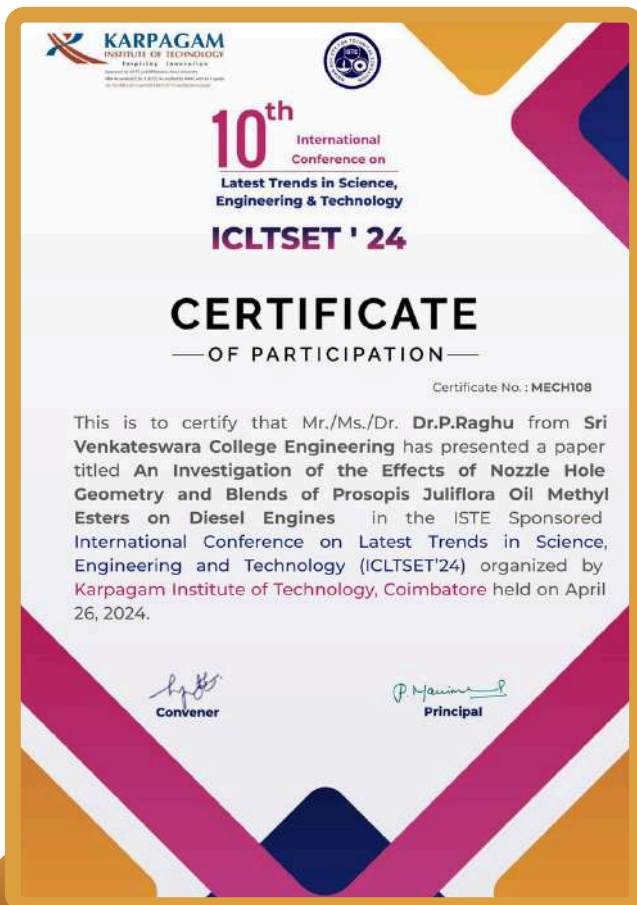 KARPAGAM
INSTITUTE OF TECHNOLOGY
Inspiring Innovation
10th
International
Conference on
Latest Trends in Science,
Engineering & Technology
ICLTSET ' 24
CERTIFICATE
OF PARTICIPATION
Certificate No. : MECH108
This is to certify that Mr./Ms./Dr. Dr.P.Raghu from Sri
Venkateswara College Engineering has presented a paper
titled An Investigation of the Effects of Nozzle Hole
Geometry and Blends of Prosopis Juliflora Oil Methyl
Esters on Diesel Engines in the ISTE Sponsored
International Conference on Latest Trends in Science,
Engineering and Technology (ICLTSET'24) organized by
Karpagam Institute of Technology, Coimbatore held on April
26, 2024.
Convener
Principal